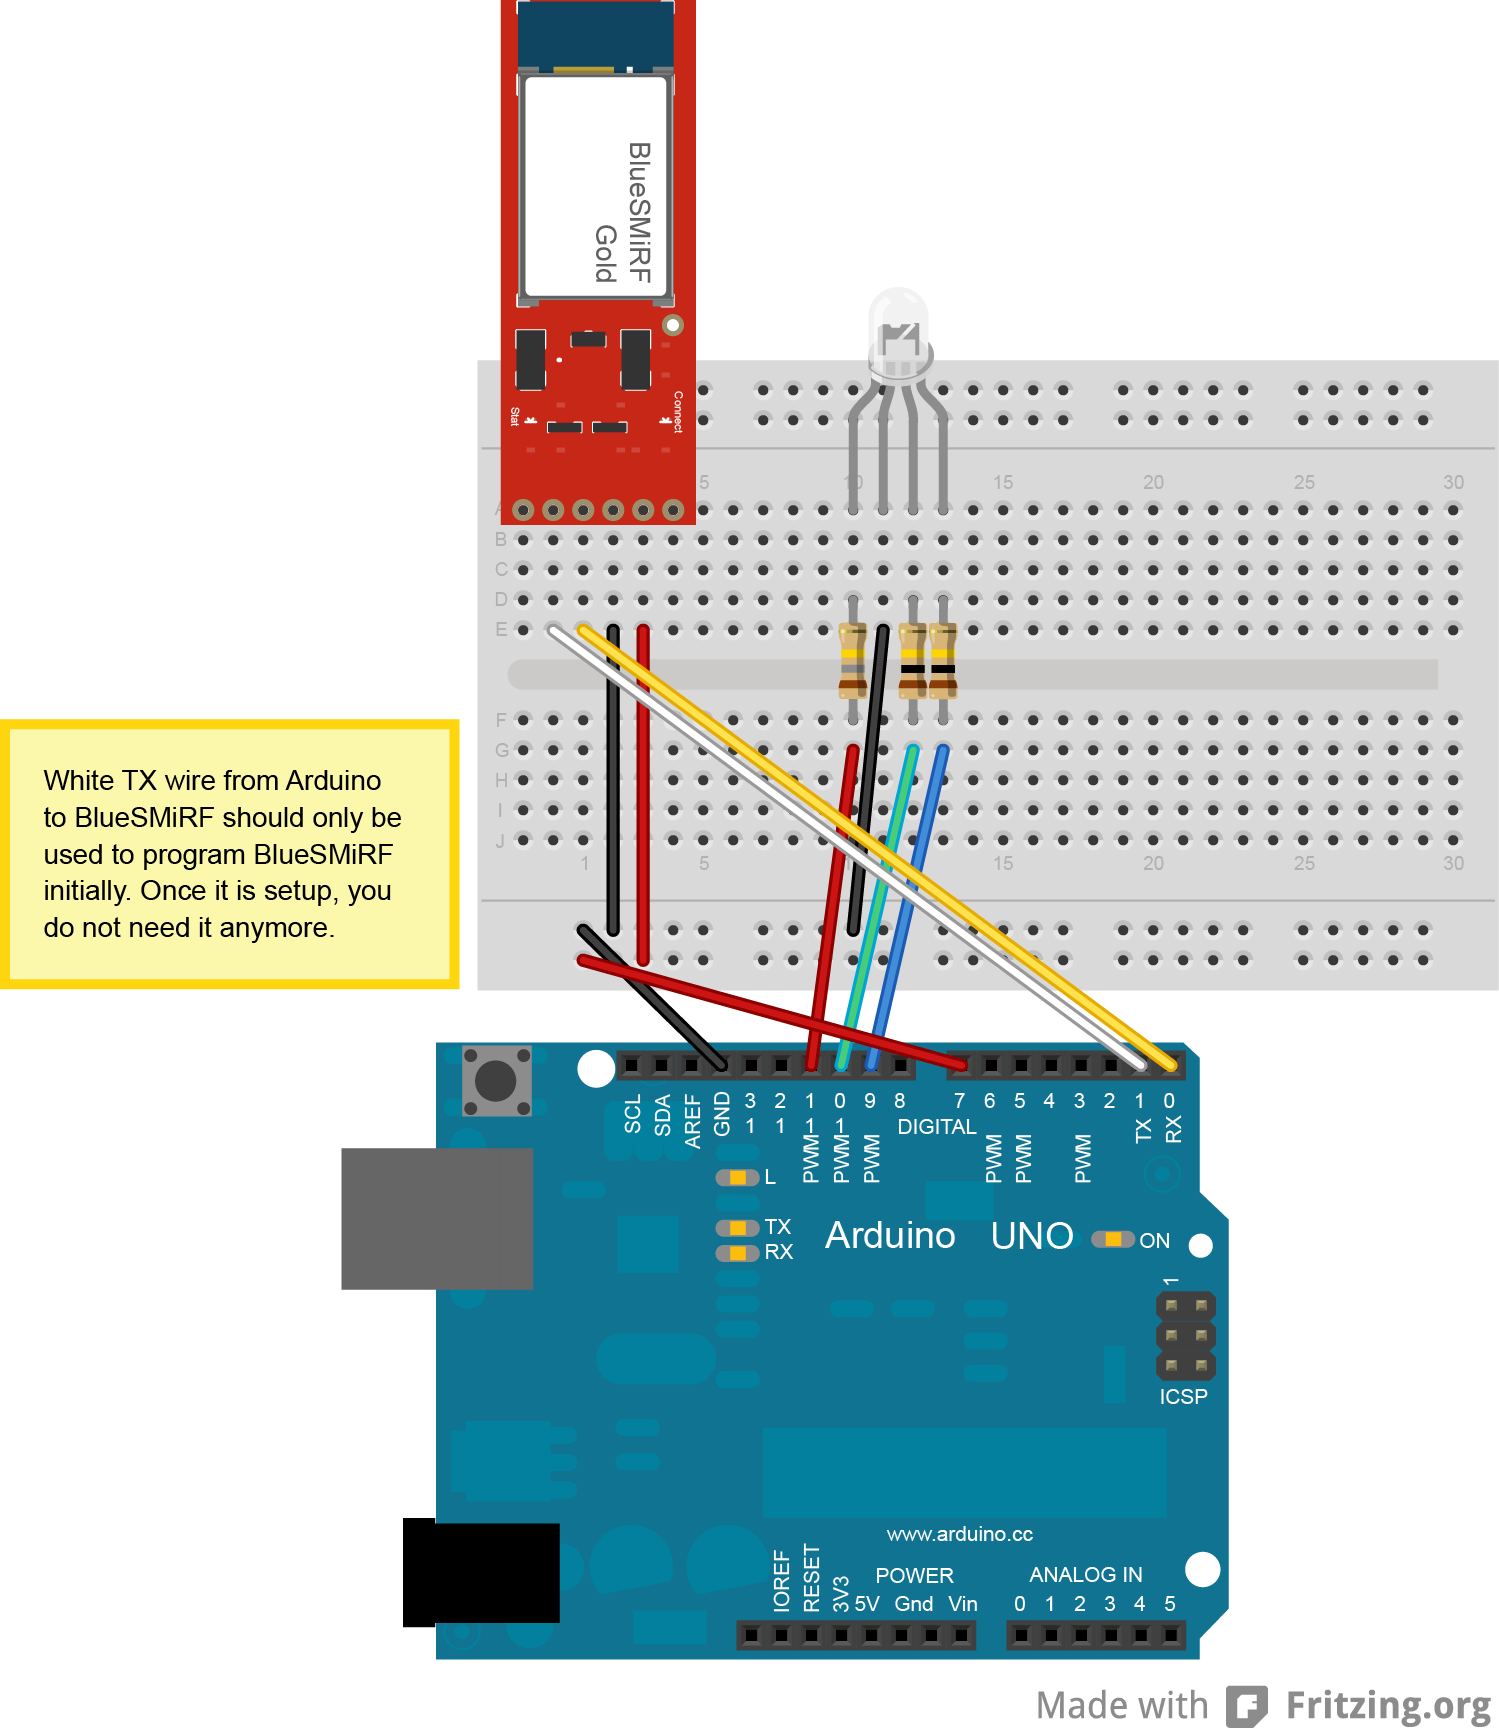 BlueSMiRF
Gold
Stat
Connect
5 10 15 20 25 30
A
B
C
D
E
F
G
H
I
J
1 5 15 20 25 30
White TX wire from Arduino
to BlueSMiRF should only be
used to program BlueSMiRF
initially. Once it is setup, you
do not need it anymore.
SCL SDA AREF GND 13 12 11 10 9 8 7 6 5 4 3 2 1 0
PWM PWM PWM DIGITAL PWM PWM PWM TX RX
L
TX
RX
Arduino UNO
ON
1
ICSP
www.arduino.cc
POWER ANALOG IN
IOREF RESET 3V3 5V Gnd Vin 0 1 2 3 4 5
Made with Fritzing.org